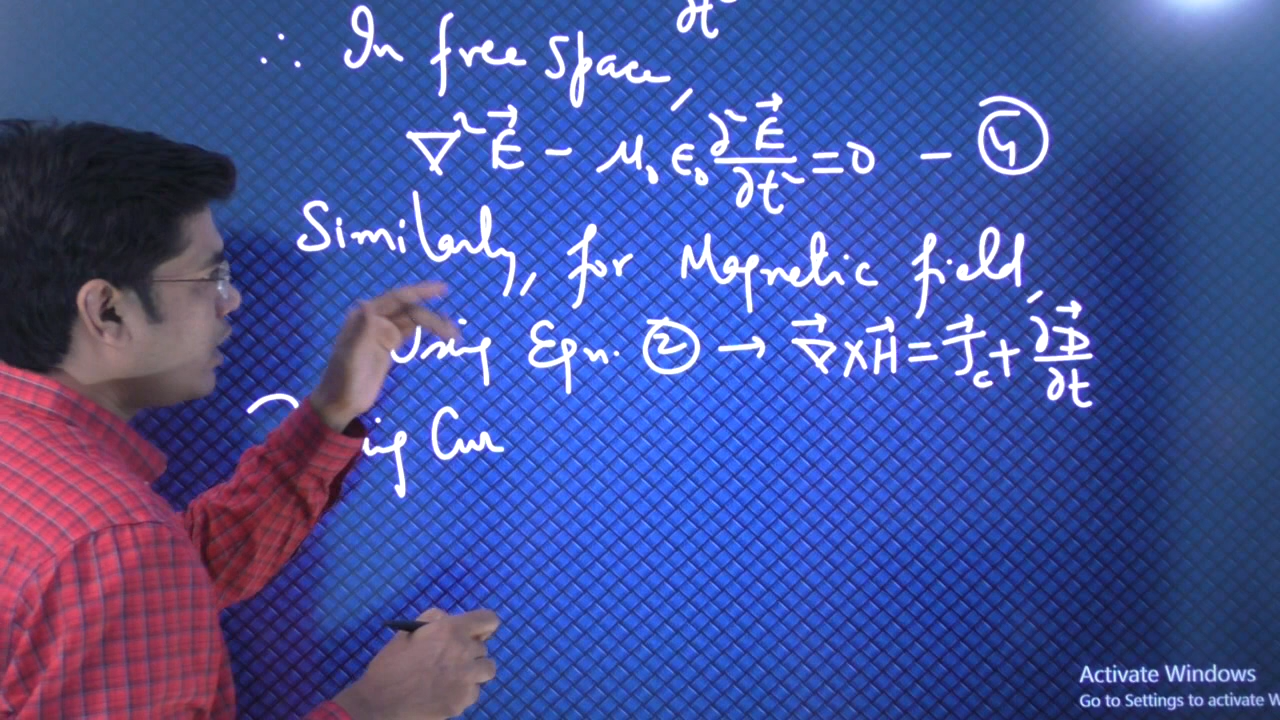 ∂t²
∴ In free space,
∇²E⃗ - μ₀ε₀ ∂²E⃗/∂t² = 0 - ④
Similarly, for Magnetic field,
Using Eqn. ② → ∇⃗×H⃗ = J⃗c + ∂D⃗/∂t
Activate Windows
Go to Settings to activate W